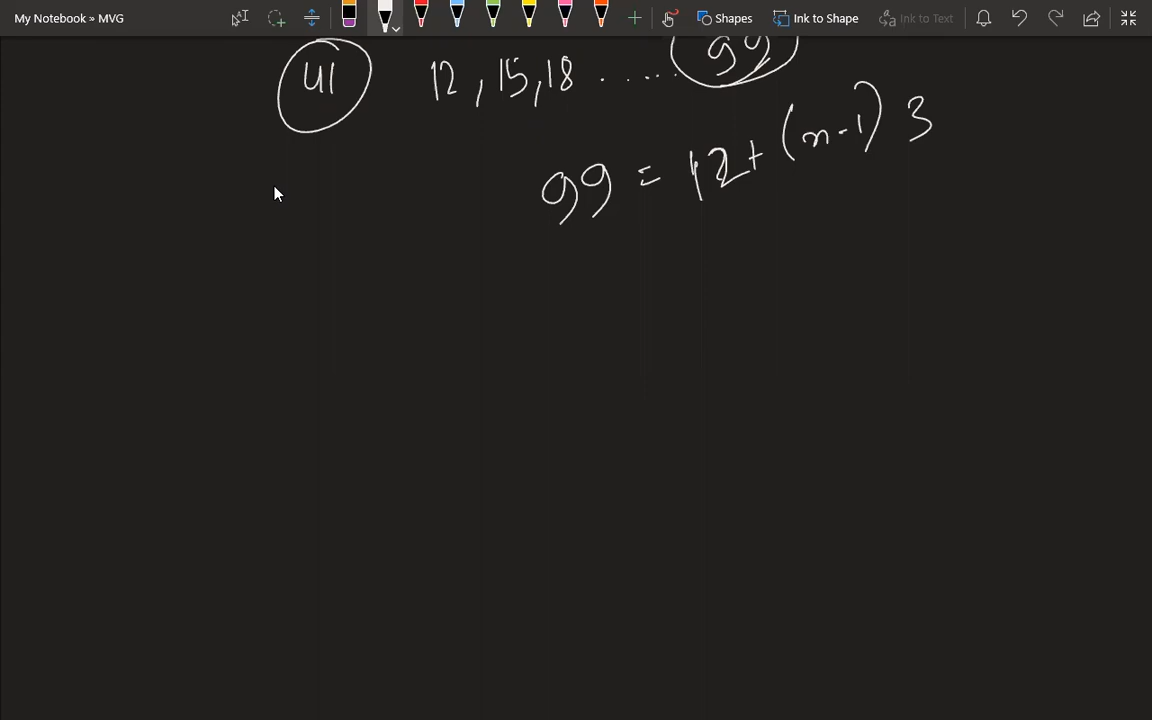 My Notebook » MVG
Shapes
Ink to Shape
Ink to Text
41 12, 15, 18 ...... 99
99 = 12 + (n-1) 3